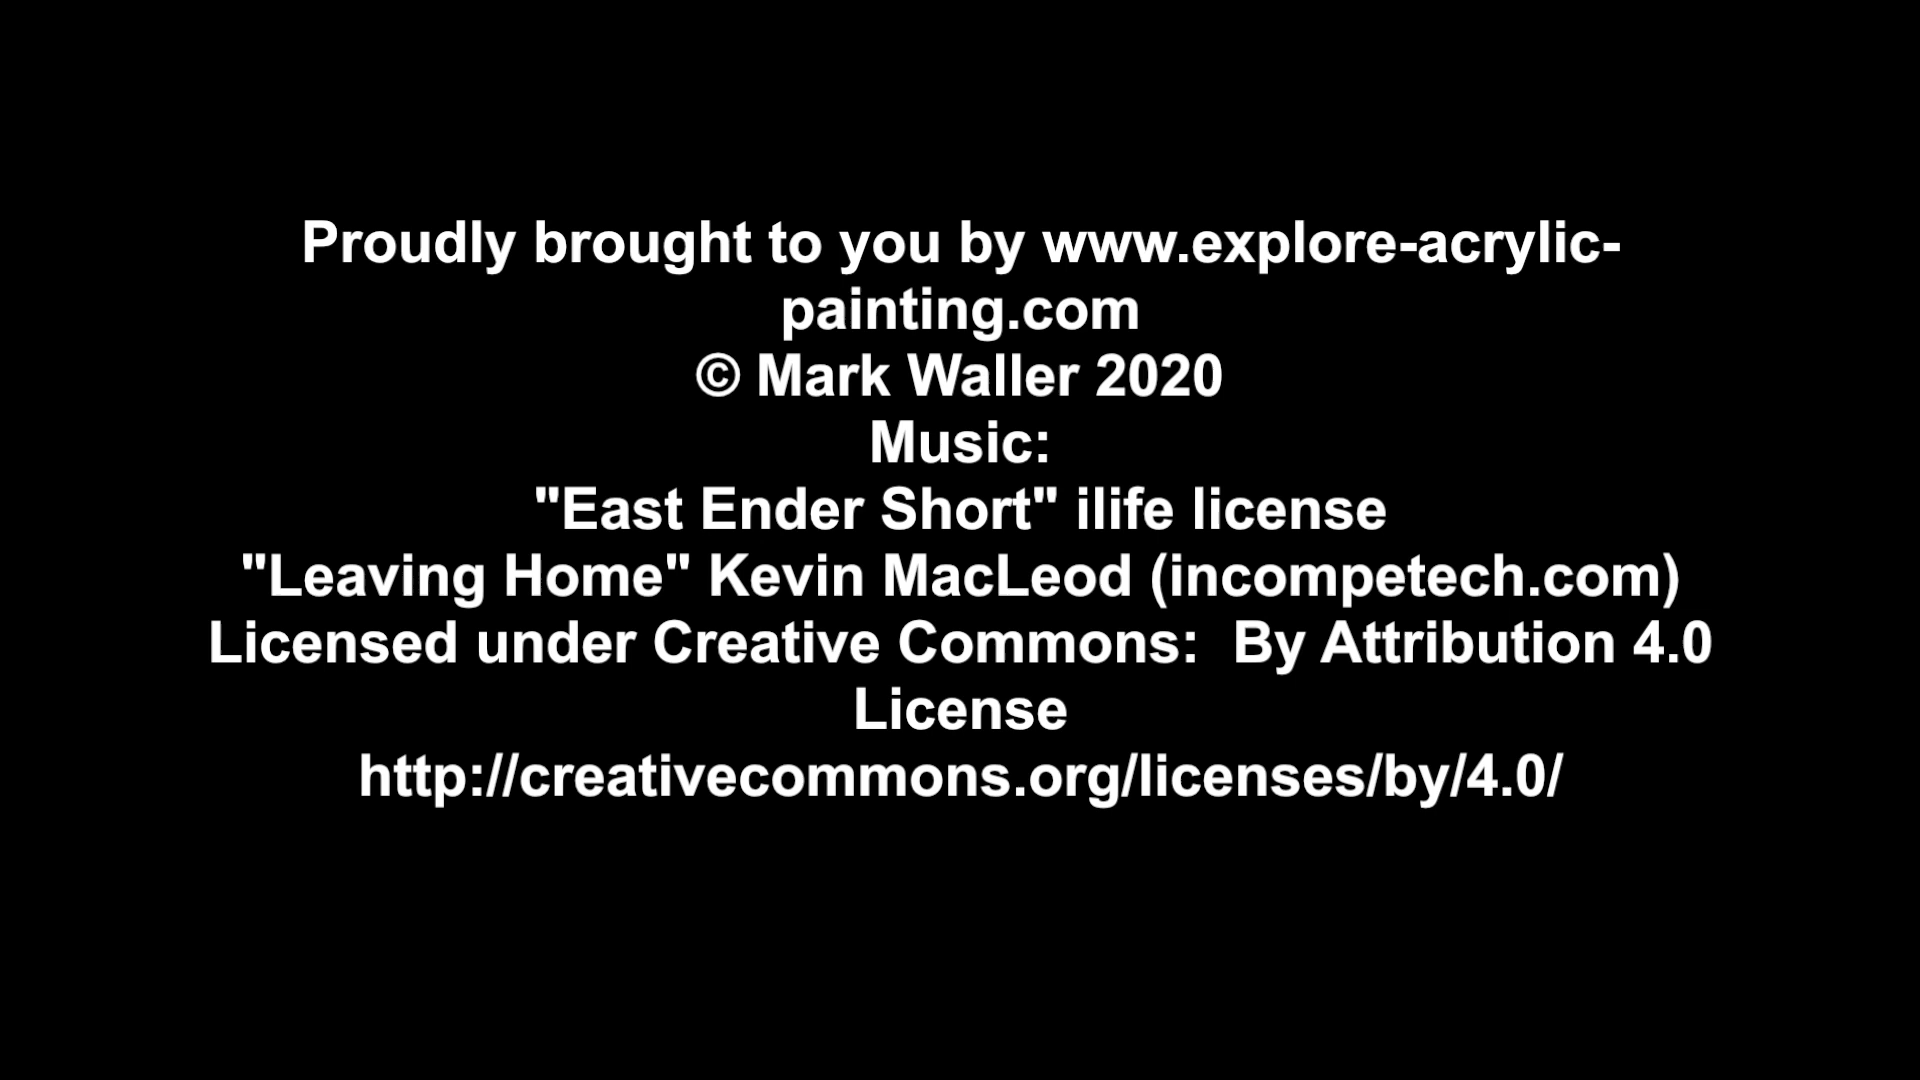 Proudly brought to you by www.explore-acrylic-
painting.com
© Mark Waller 2020
Music:
"East Ender Short" ilife license
"Leaving Home" Kevin MacLeod (incompetech.com)
Licensed under Creative Commons:  By Attribution 4.0
License
http://creativecommons.org/licenses/by/4.0/